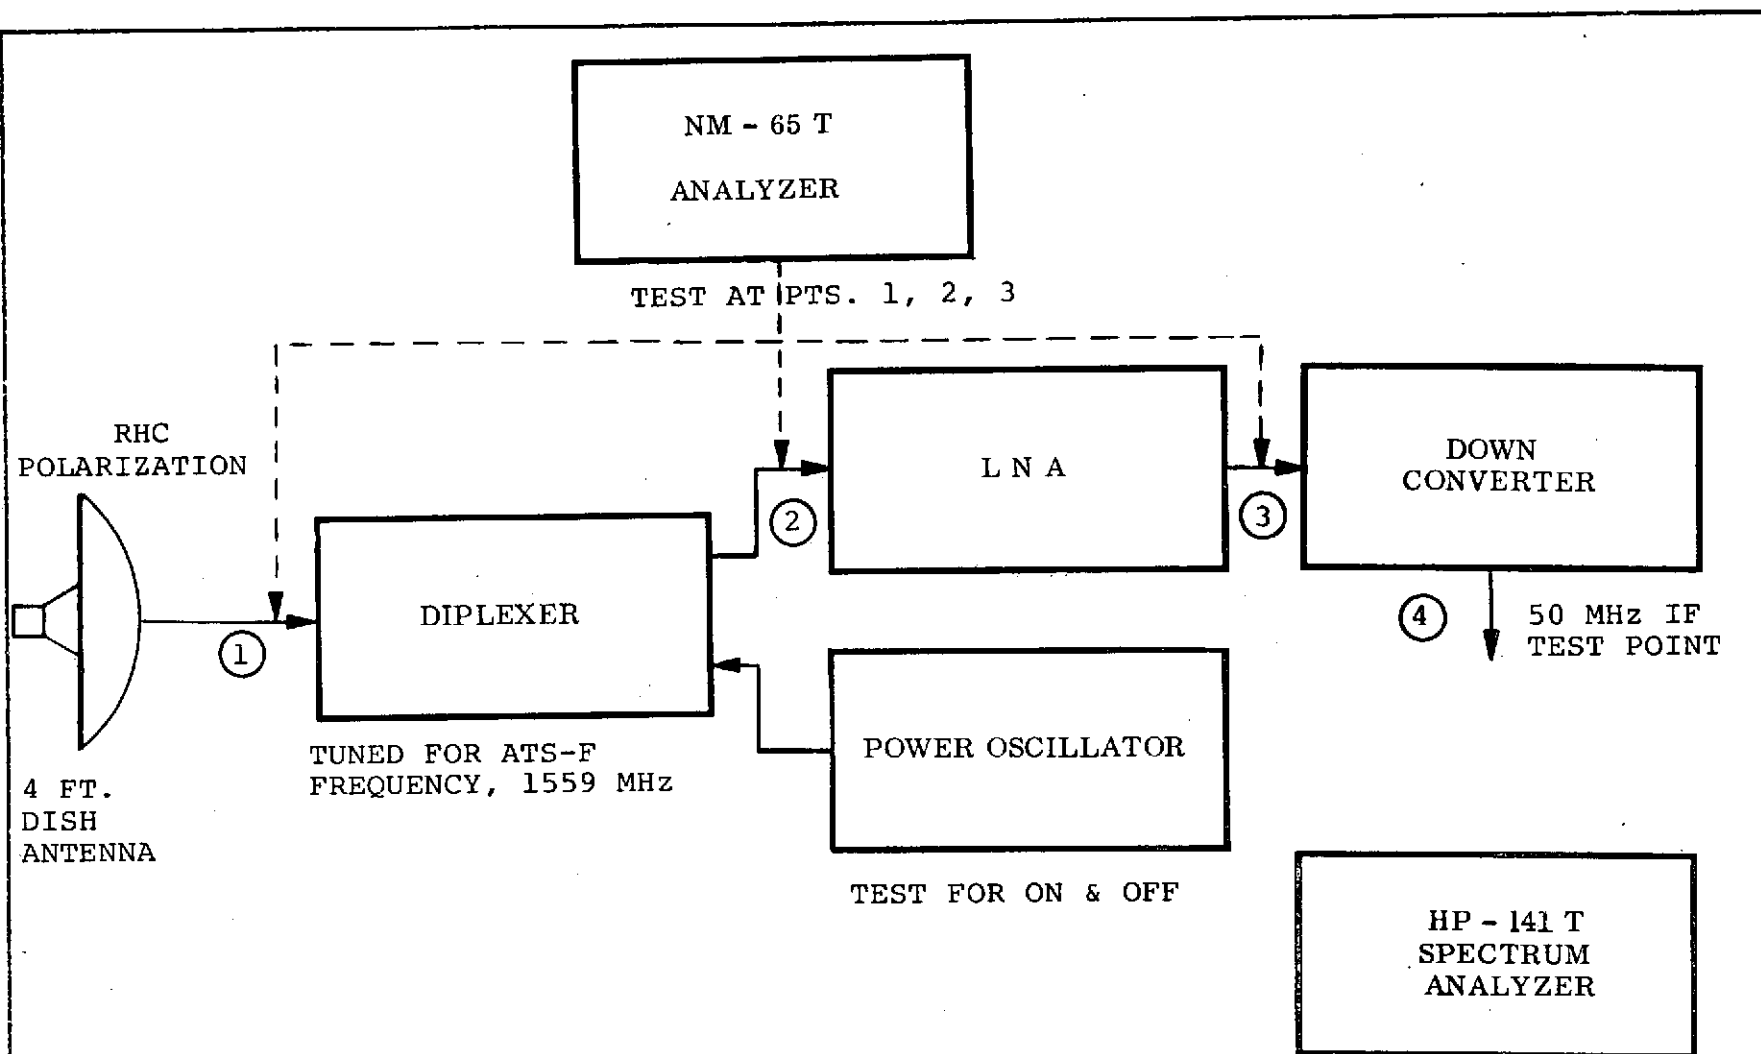 NM - 65 T
ANALYZER
TEST AT PTS. 1, 2, 3
RHC
POLARIZATION
L N A
DOWN
CONVERTER
2
3
DIPLEXER
1
4
50 MHz IF
TEST POINT
POWER OSCILLATOR
TUNED FOR ATS-F
FREQUENCY, 1559 MHz
4 FT.
DISH
ANTENNA
TEST FOR ON & OFF
HP - 141 T
SPECTRUM
ANALYZER